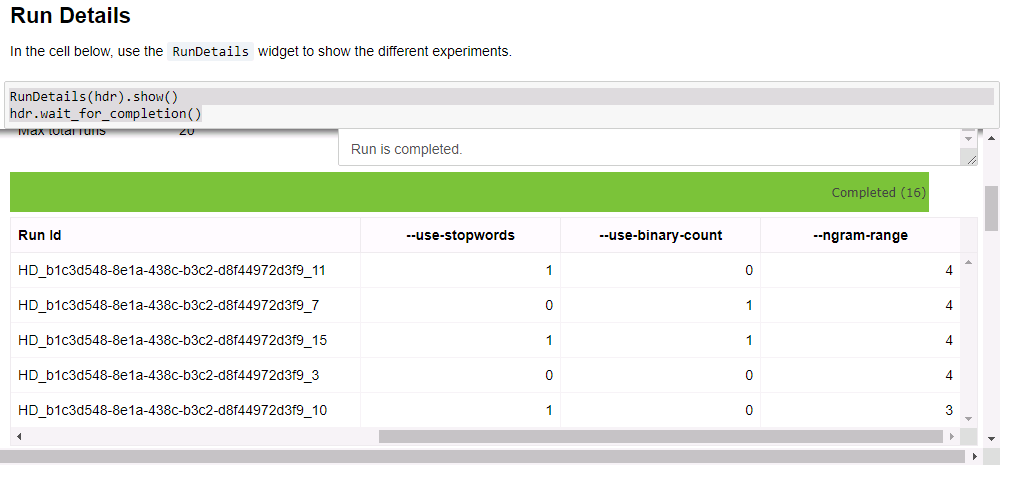 Run Details
In the cell below, use the RunDetails widget to show the different experiments.
RunDetails(hdr).show()
hdr.wait_for_completion()
Max total runs 20
Run is completed.
Completed (16)
Run Id --use-stopwords --use-binary-count --ngram-range
HD_b1c3d548-8e1a-438c-b3c2-d8f44972d3f9_11 1 0 4
HD_b1c3d548-8e1a-438c-b3c2-d8f44972d3f9_7 0 1 4
HD_b1c3d548-8e1a-438c-b3c2-d8f44972d3f9_15 1 1 4
HD_b1c3d548-8e1a-438c-b3c2-d8f44972d3f9_3 0 0 4
HD_b1c3d548-8e1a-438c-b3c2-d8f44972d3f9_10 1 0 3